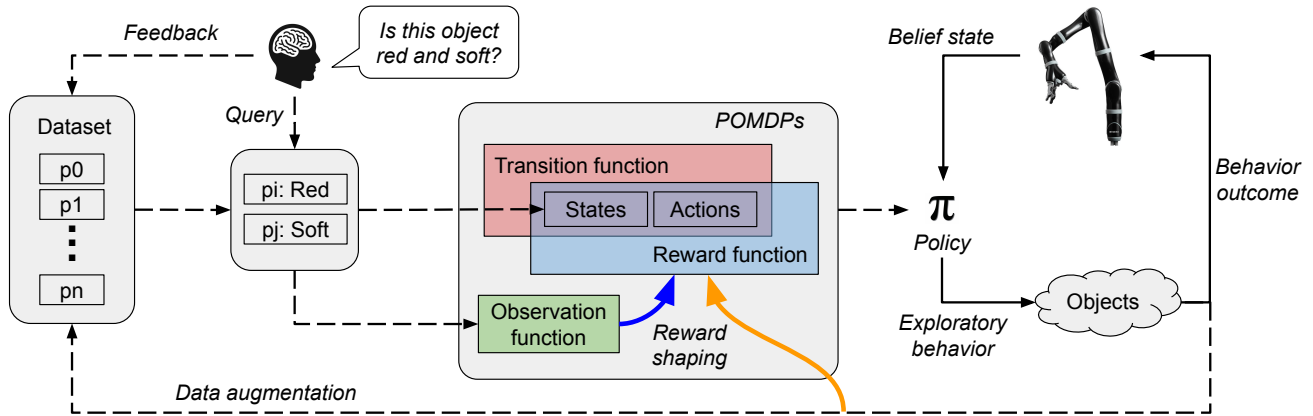 Feedback
Is this object
red and soft?
Belief state
Dataset
p0
p1
pn
Query
pi: Red
pj: Soft
POMDPs
Transition function
States
Actions
Reward function
Observation
function
Reward
shaping
π
Policy
Exploratory
behavior
Objects
Behavior
outcome
Data augmentation